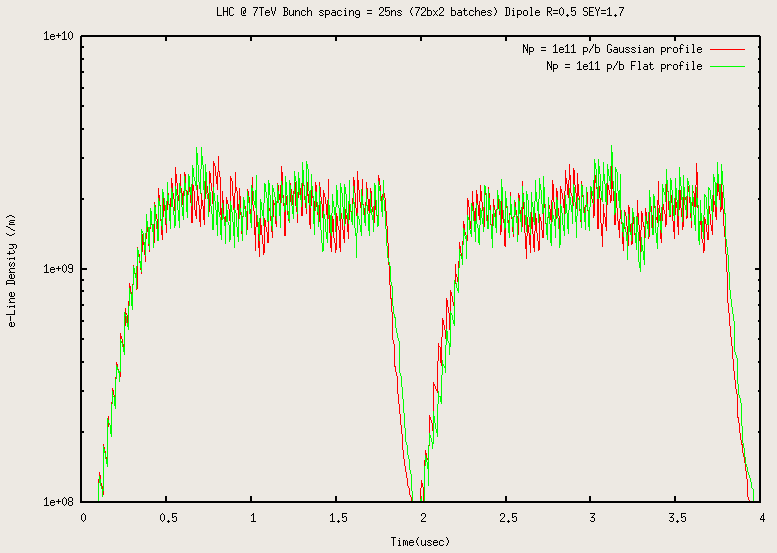 LHC @ 7TeV Bunch spacing = 25ns (72bx2 batches) Dipole R=0.5 SEY=1.7
1e+10
Np = 1e11 p/b Gaussian profile
Np = 1e11 p/b Flat profile
e-Line Density (/m)
1e+09
1e+08
0 0.5 1 1.5 2 2.5 3 3.5 4
Time(usec)